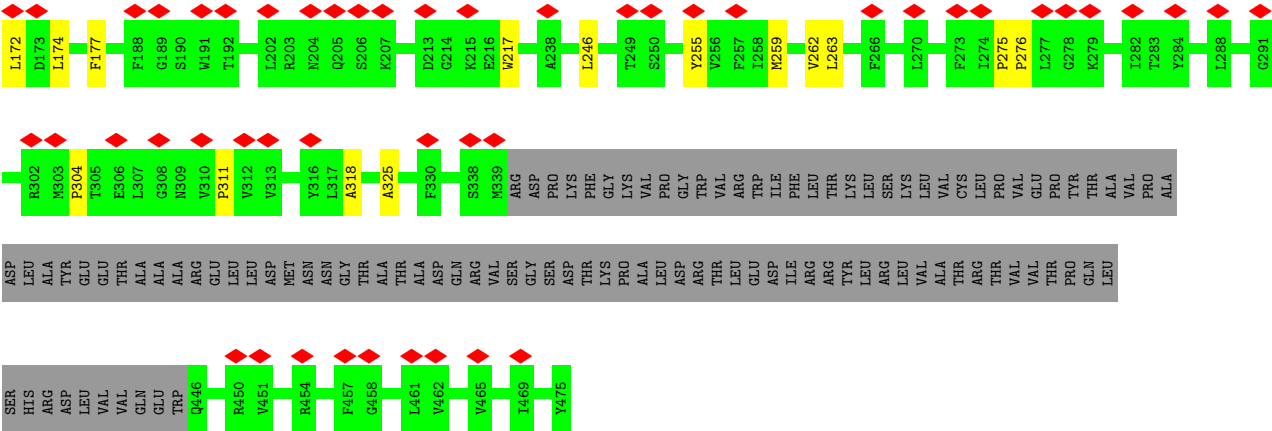 L172 D173 L174 F177 F188 G189 S190 W191 T192 L202 R203 N204 Q205 S206 K207 D213 G214 K215 E216 W217 A238 L246 T249 S250 Y255 V256 F257 I258 M259 V262 L263 F266 L270 F273 I274 P275 P276 L277 G278 K279 I282 T283 Y284 L288 G291
R302 M303 P304 T305 E306 L307 G308 N309 V310 P311 V312 V313 Y316 L317 A318 A325 F330 S338 M339 ARG ASP PRO LYS PHE GLY LYS VAL PRO GLY TRP VAL ARG TRP ILE PHE LEU THR LYS LEU SER LYS LEU VAL CYS LEU PRO VAL GLU PRO TYR THR ALA VAL PRO ALA
ASP LEU ALA TYR GLU GLU THR ALA ALA ALA ARG GLU LEU LEU ASP MET ASN ASN GLY THR ALA THR ALA ASP GLN ARG VAL SER GLY SER ASP THR LYS PRO ALA LEU ASP ARG THR LEU GLU ASP ILE ARG ARG TYR LEU ARG LEU VAL ALA THR ARG THR VAL VAL THR PRO GLN LEU
SER HIS ARG ASP LEU VAL VAL GLN GLU TRP Q446 R450 V451 R454 F457 G458 L461 V462 V465 I469 Y475